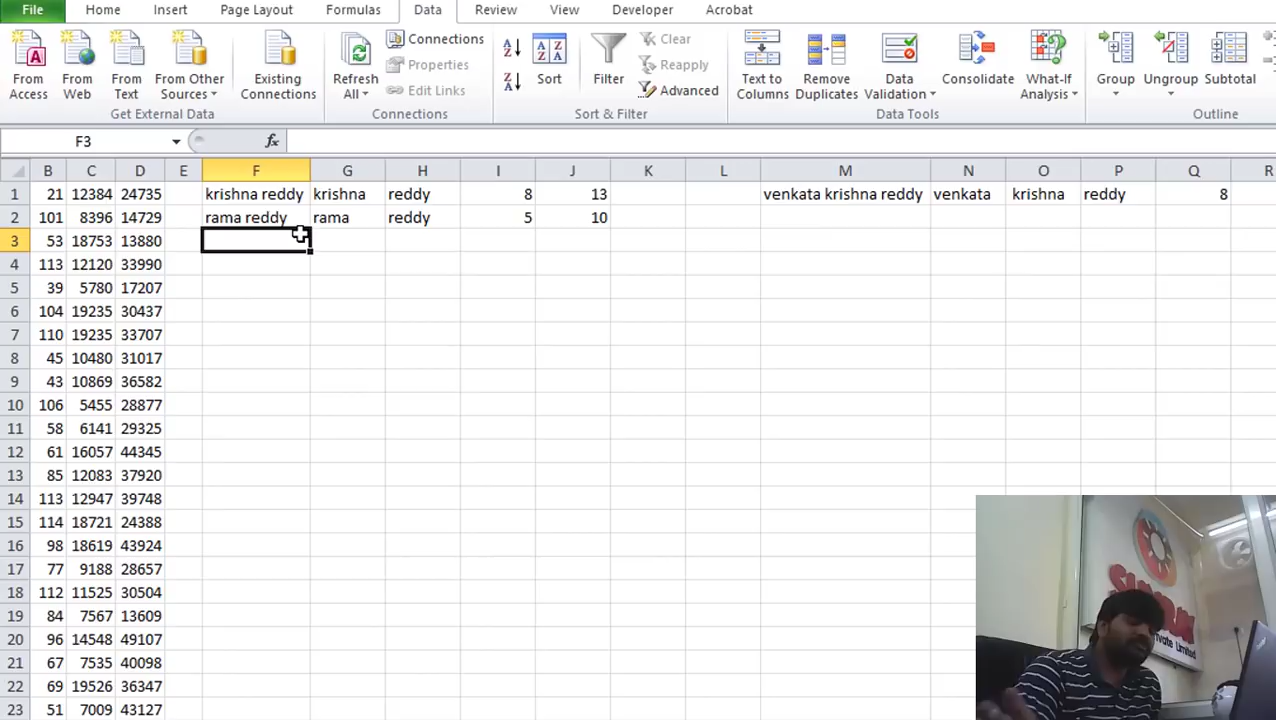 File Home Insert Page Layout Formulas Data Review View Developer Acrobat
From Access From Web From Text From Other Sources Existing Connections Refresh All Connections Properties Edit Links Sort Filter Clear Reapply Advanced Text to Columns Remove Duplicates Data Validation Consolidate What-If Analysis Group Ungroup Subtotal
Get External Data Connections Sort & Filter Data Tools Outline
F3 fx
B C D E F G H I J K L M N O P Q R
1 21 12384 24735 krishna reddy krishna reddy 8 13 venkata krishna reddy venkata krishna reddy 8
2 101 8396 14729 rama reddy rama reddy 5 10
3 53 18753 13880
4 113 12120 33990
5 39 5780 17207
6 104 19235 30437
7 110 19235 33707
8 45 10480 31017
9 43 10869 36582
10 106 5455 28877
11 58 6141 29325
12 61 16057 44345
13 85 12083 37920
14 113 12947 39748
15 114 18721 24388
16 98 18619 43924
17 77 9188 28657
18 112 11525 30504
19 84 7567 13609
20 96 14548 49107
21 67 7535 40098
22 69 19526 36347
23 51 7009 43127
Limited